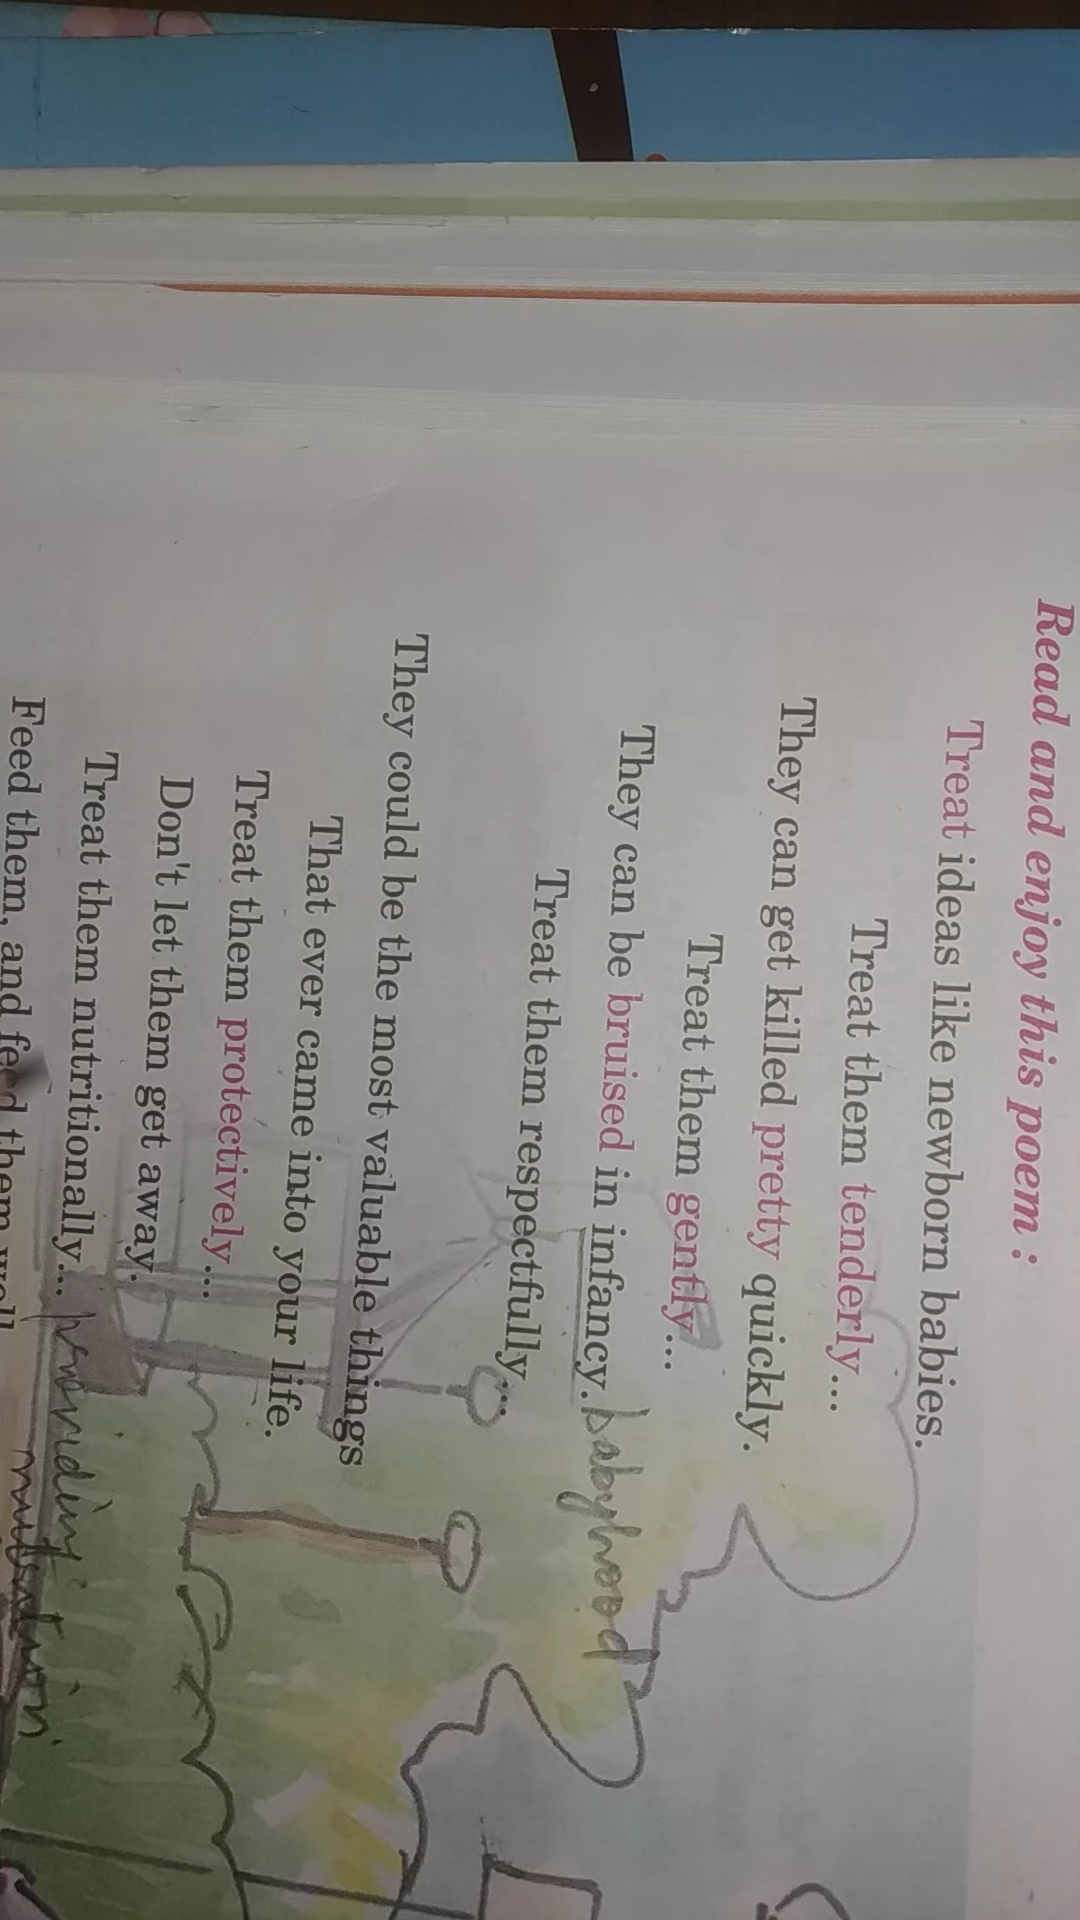 Read and enjoy this poem :
Treat ideas like newborn babies.
Treat them tenderly...
They can get killed pretty quickly.
Treat them gently...
They can be bruised in infancy. babyhood
Treat them respectfully...
They could be the most valuable things
That ever came into your life.
Treat them protectively...
Don't let them get away.
Treat them nutritionally...
Feed them, and feed them well